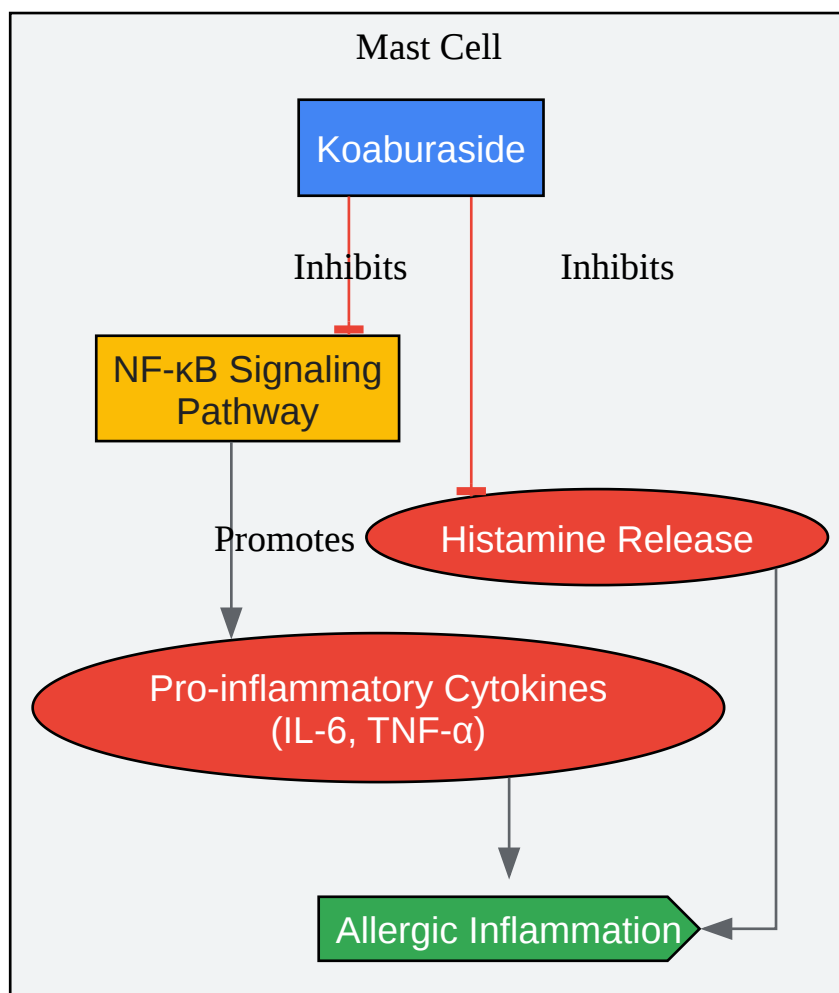 Mast Cell
Koaburaside
Inhibits
Inhibits
NF-κB Signaling
Pathway
Promotes
Histamine Release
Pro-inflammatory Cytokines
(IL-6, TNF-α)
Allergic Inflammation